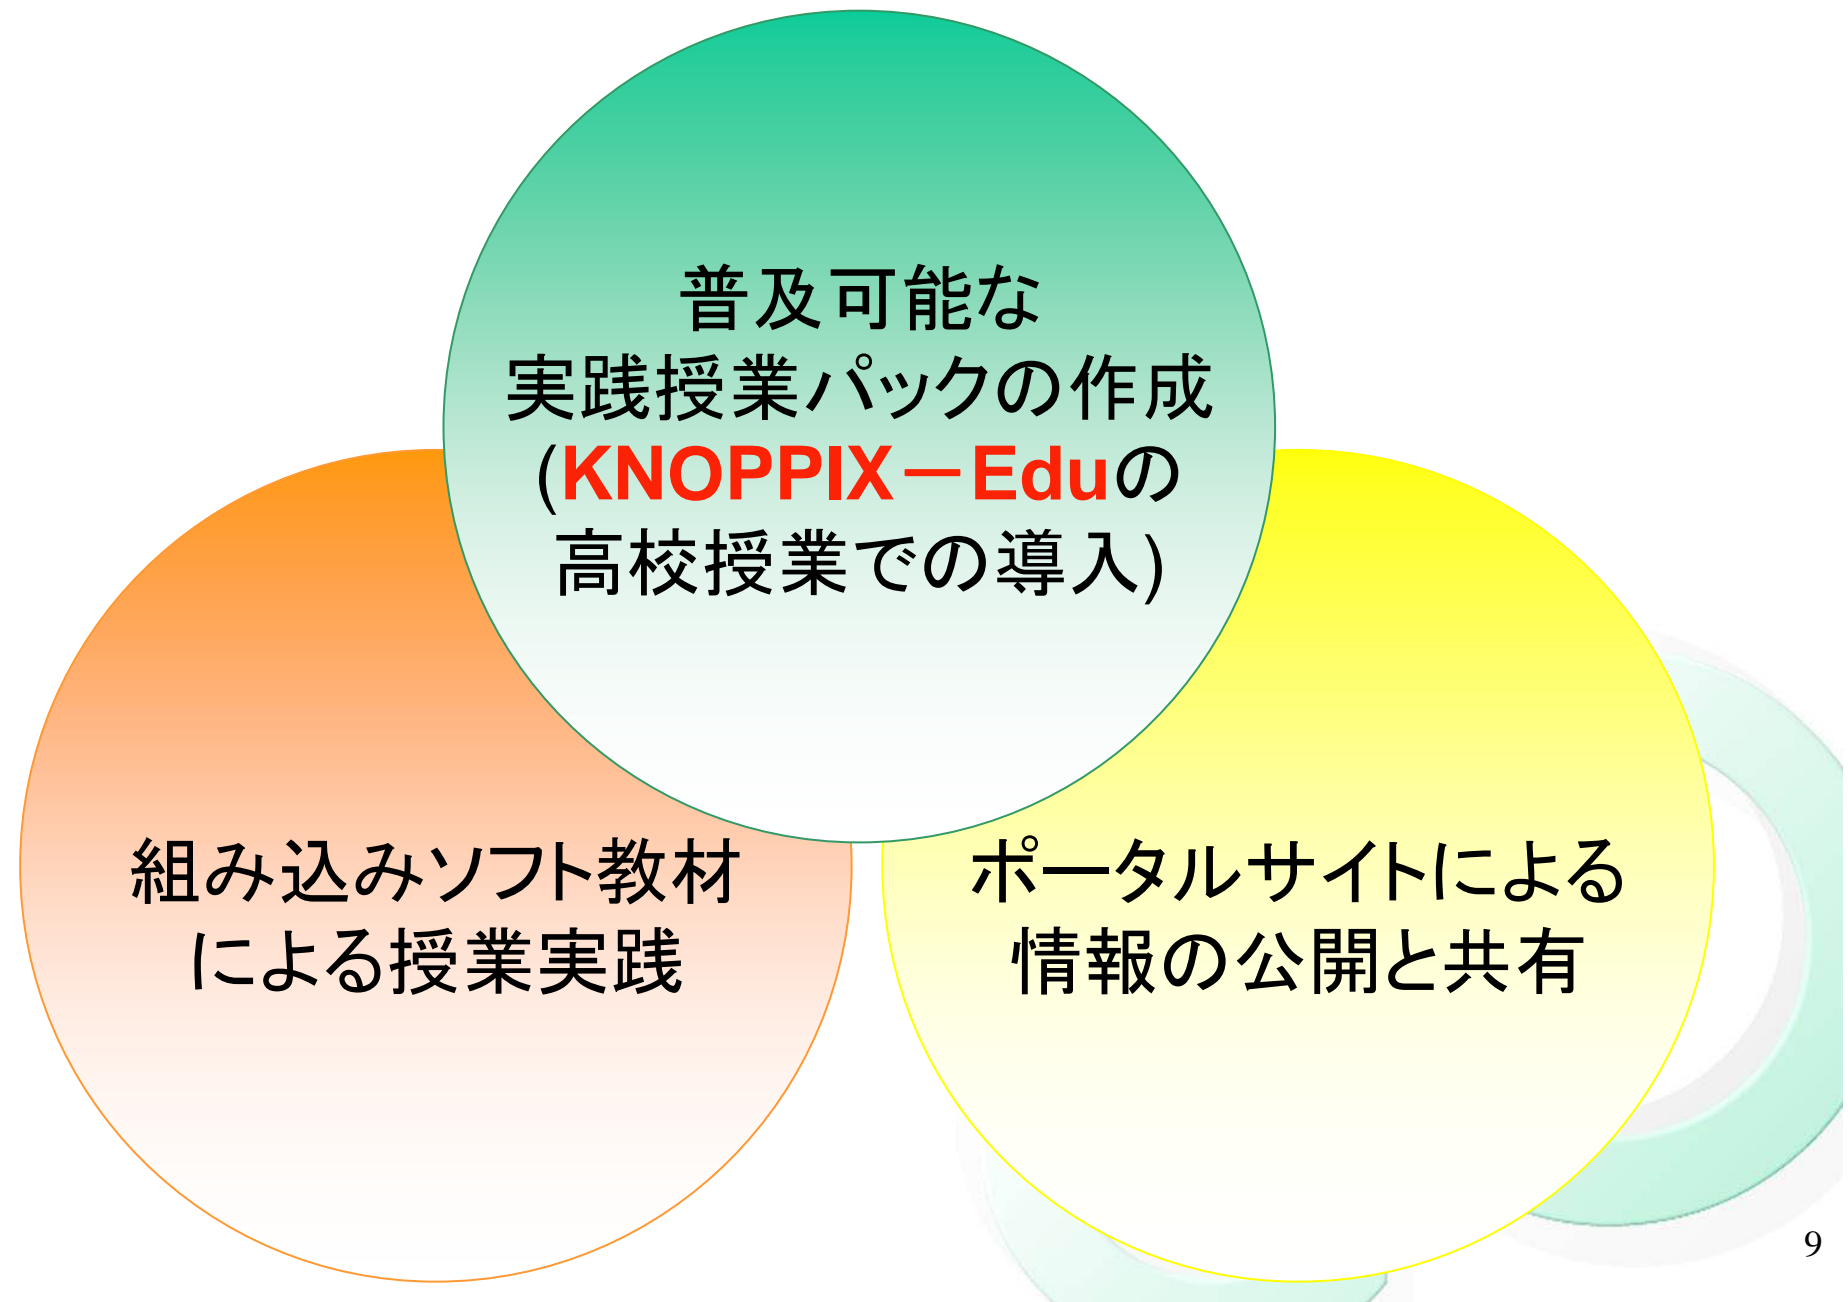 普及可能な
実践授業パックの作成
(KNOPPIX－Eduの
高校授業での導入)
組み込みソフト教材
による授業実践
ポータルサイトによる
情報の公開と共有
9